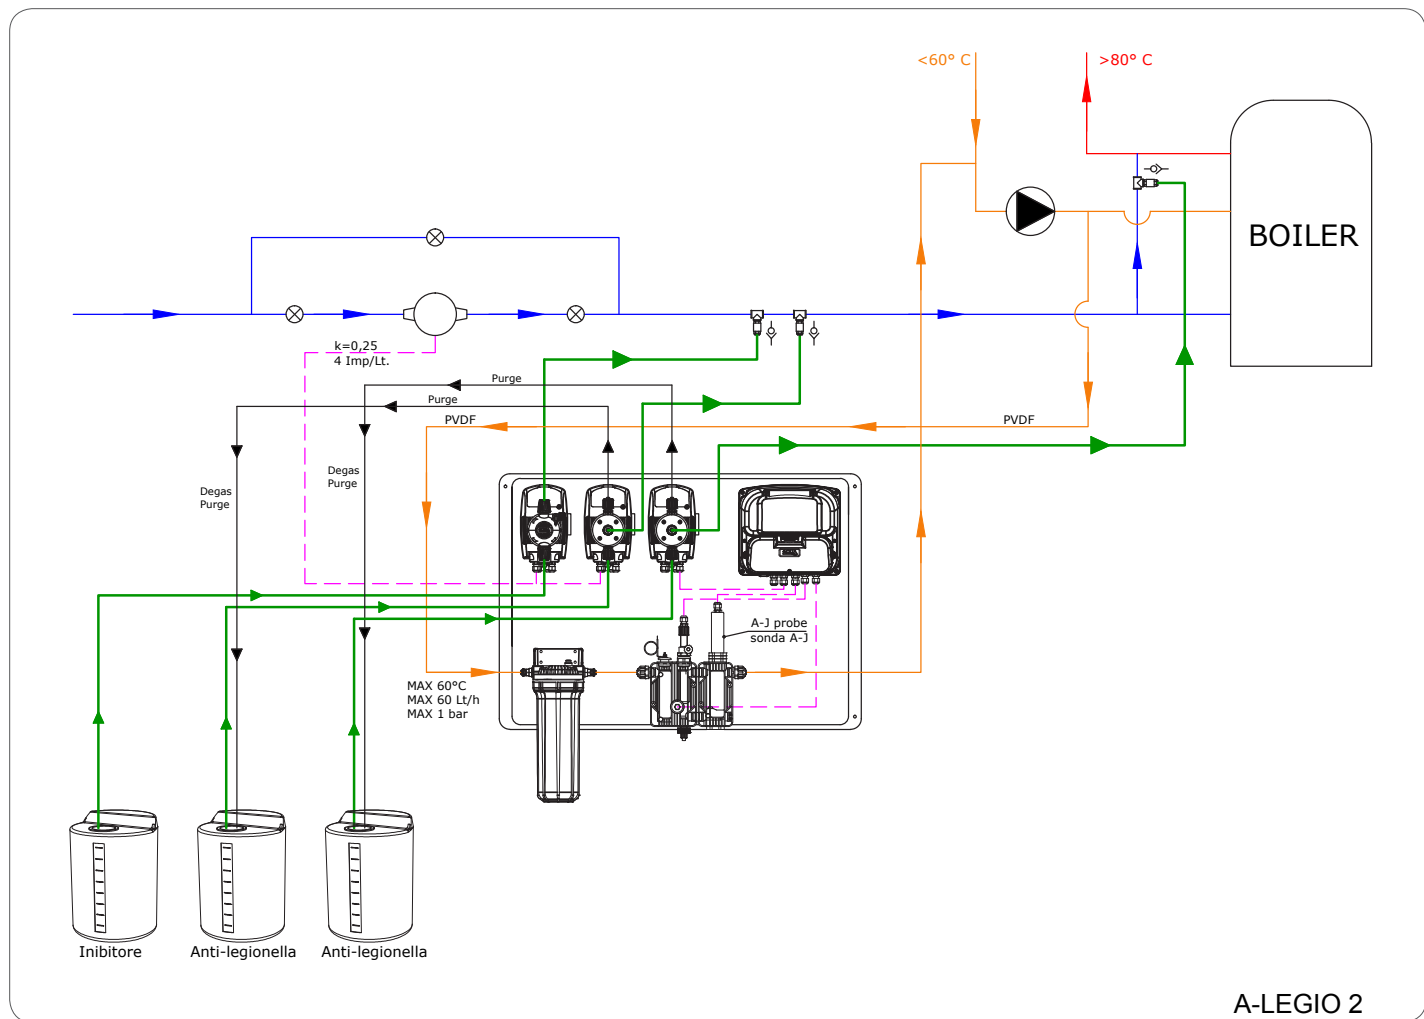 <60° C
>80° C
BOILER
k=0,25
4 Imp/Lt.
Purge
Purge
PVDF
PVDF
Degas
Purge
Degas
Purge
A-J probe
sonda A-J
MAX 60°C
MAX 60 Lt/h
MAX 1 bar
Inibitore
Anti-legionella
Anti-legionella
A-LEGIO 2